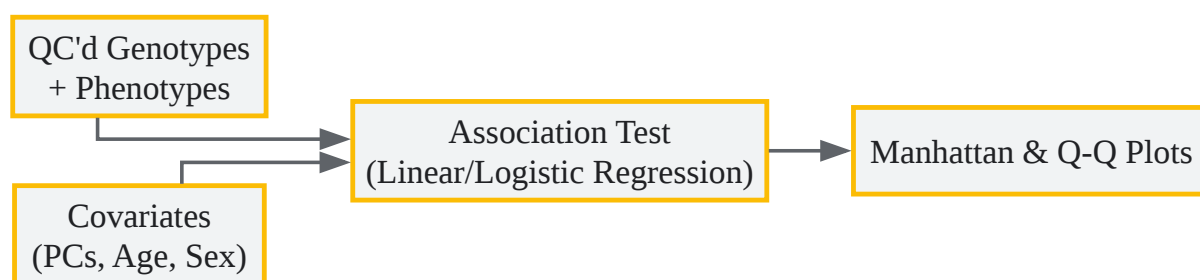 QC'd Genotypes
+ Phenotypes
Covariates
(PCs, Age, Sex)
Association Test
(Linear/Logistic Regression)
Manhattan & Q-Q Plots